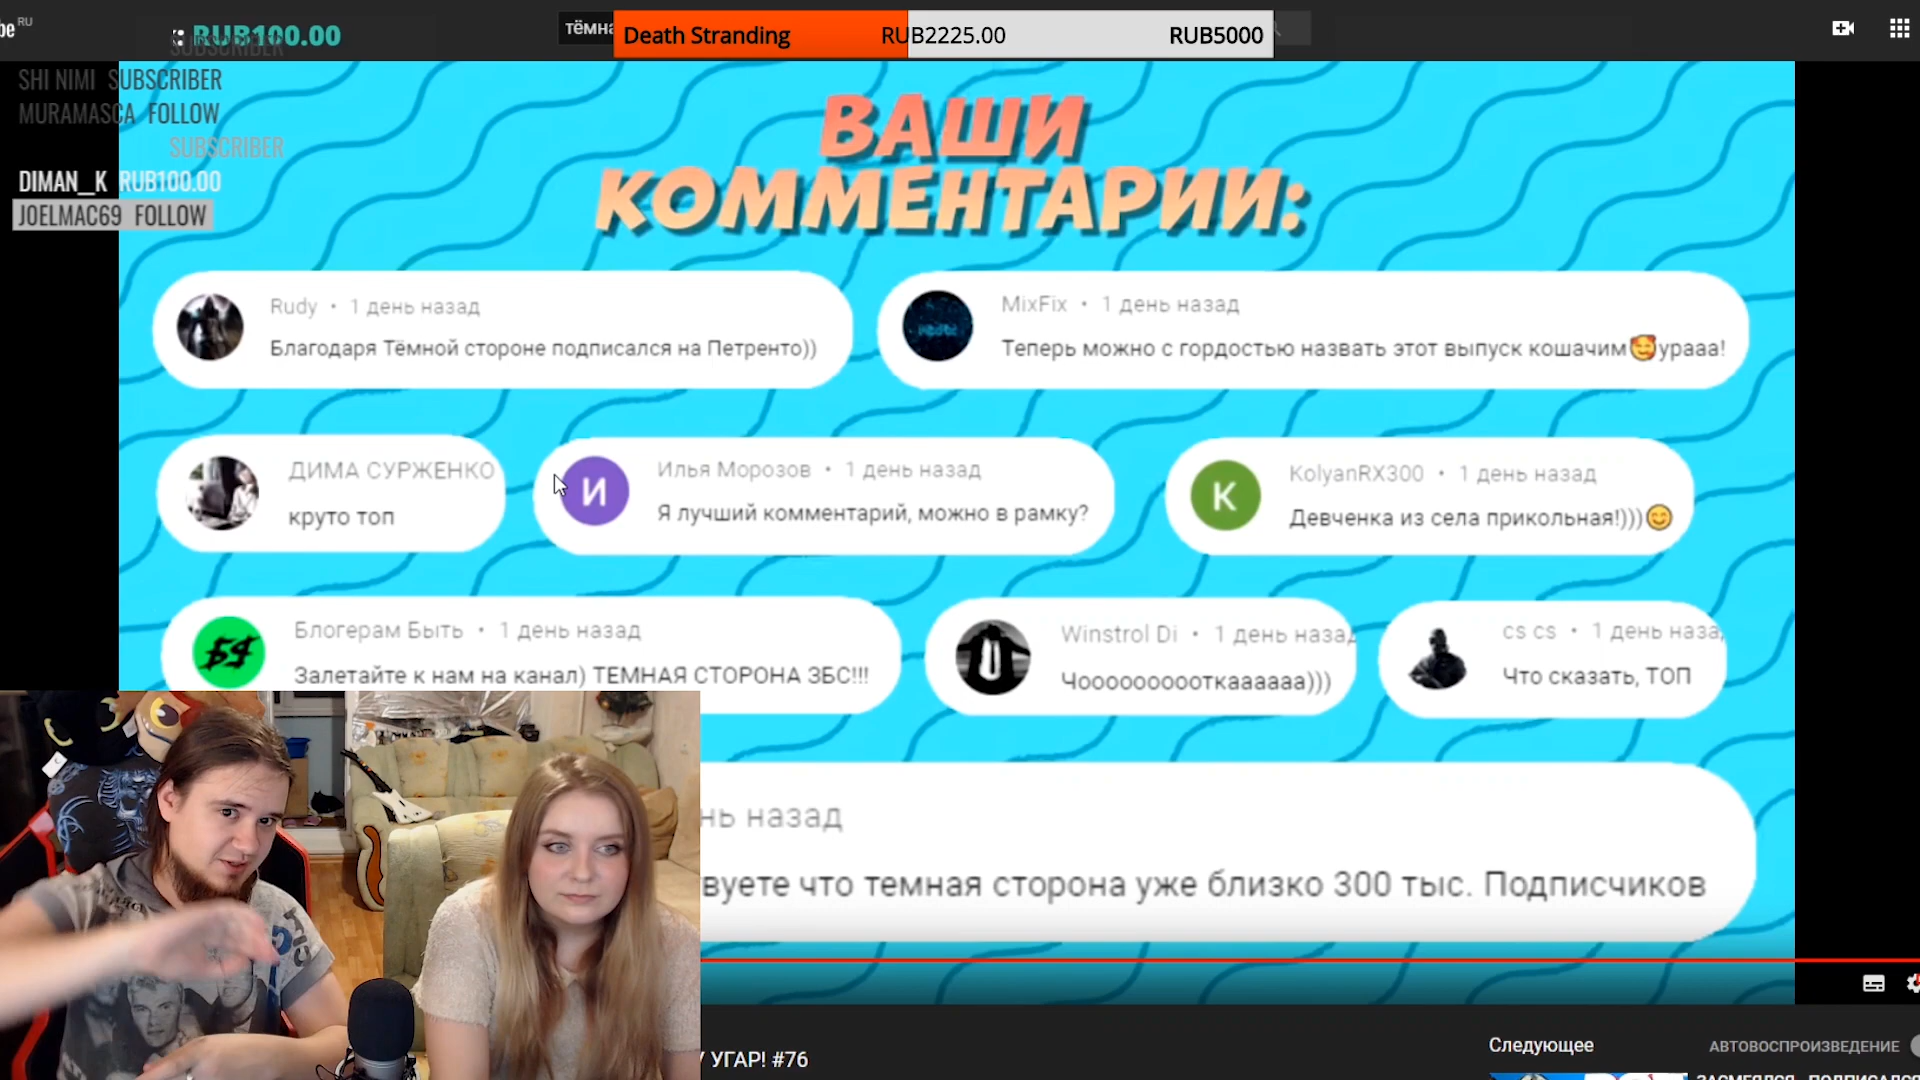 RU
RUB100.00
Death Stranding RUB2225.00 RUB5000
SUBSCRIBER
SHI NIMI SUBSCRIBER
MURAMASCA FOLLOW
SUBSCRIBER
DIMAN__K RUB100.00
JOELMAC69 FOLLOW
ВАШИ
КОММЕНТАРИИ:
Rudy • 1 день назад
Благодаря Тёмной стороне подписался на Петренто))
MixFix • 1 день назад
Теперь можно с гордостью назвать этот выпуск кошачим🥰урааа!
ДИМА СУРЖЕНКО
круто топ
И
Илья Морозов • 1 день назад
Я лучший комментарий, можно в рамку?
K
KolyanRX300 • 1 день назад
Девченка из села прикольная!)))😊
Блогерам Быть • 1 день назад
Залетайте к нам на канал) ТЕМНАЯ СТОРОНА ЗБС!!!
Winstrol Di • 1 день назад
Чоооооооооткаааааа)))
cs cs • 1 день наза
Что сказать, ТОП
нь назад
вуете что темная сторона уже близко 300 тыс. Подписчиков
УГАР! #76
Следующее
АВТОВОСПРОИЗВЕДЕНИЕ